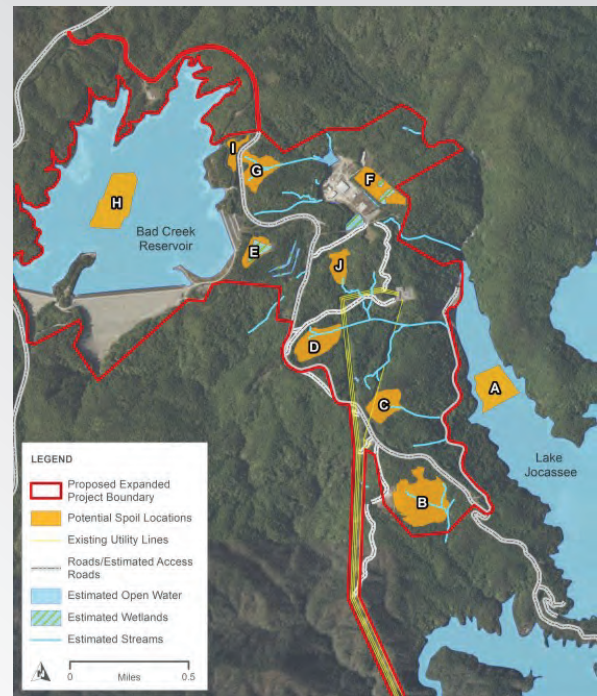 I
G
F
H
Bad Creek
Reservoir
E
J
D
A
C
Lake
Jocassee
B
LEGEND
Proposed Expanded
Project Boundary
Potential Spoil Locations
Existing Utility Lines
Roads/Estimated Access
Roads
Estimated Open Water
Estimated Wetlands
Estimated Streams
0 0.5
Miles